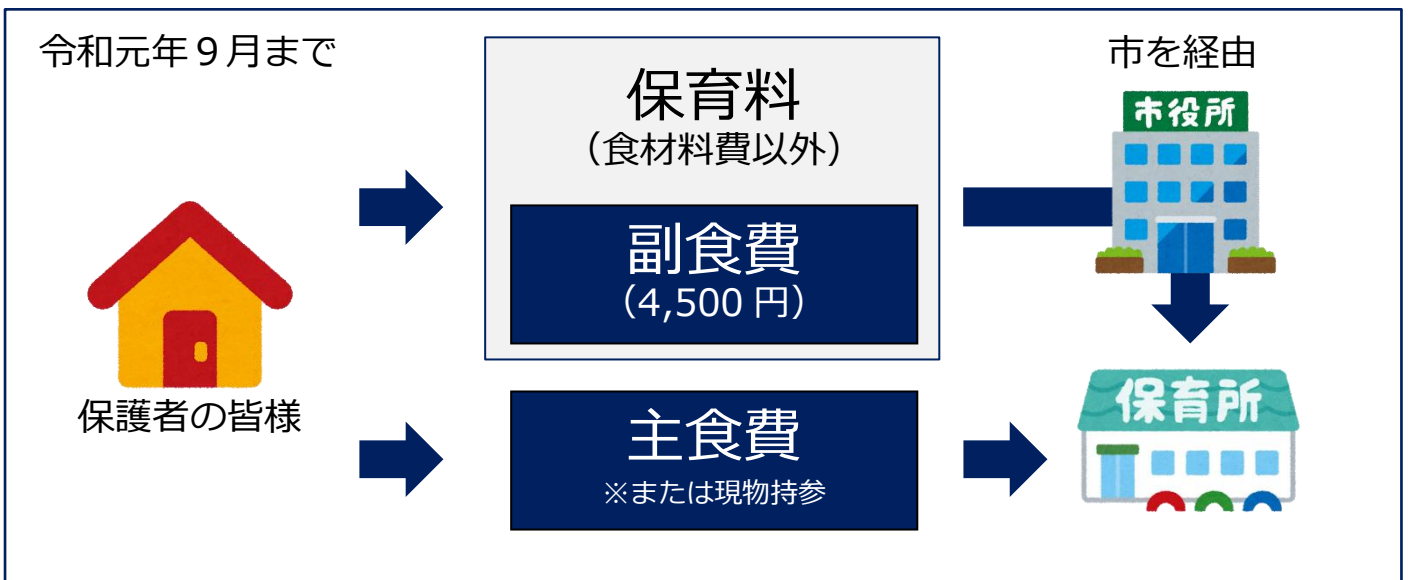 令和元年９月まで
保育料
（食材料費以外）
副食費
（4,500 円）
市を経由
市役所
保護者の皆様
主食費
※または現物持参
保育所